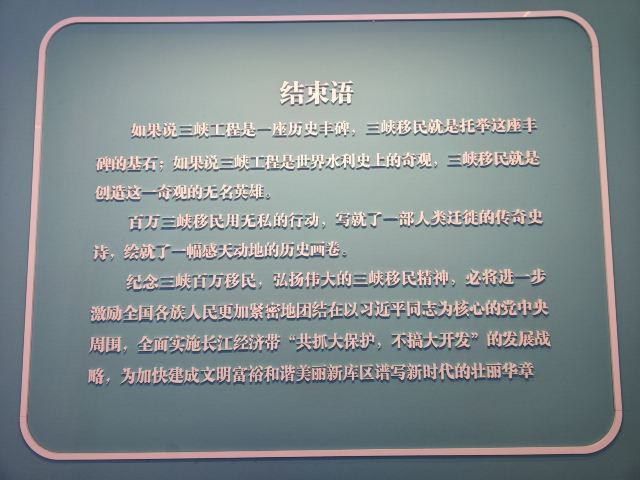 结束语
如果说三峡工程是一座历史丰碑，三峡移民就是托举这座丰
碑的基石；如果说三峡工程是世界水利史上的奇观，三峡移民就是
创造这一奇观的无名英雄。
百万三峡移民用无私的行动，写就了一部人类迁徙的传奇史
诗，绘就了一幅感天动地的历史画卷。
纪念三峡百万移民，弘扬伟大的三峡移民精神，必将进一步
激励全国各族人民更加紧密地团结在以习近平同志为核心的党中央
周围，全面实施长江经济带“共抓大保护，不搞大开发”的发展战
略，为加快建成文明富裕和谐美丽新库区谱写新时代的壮丽华章